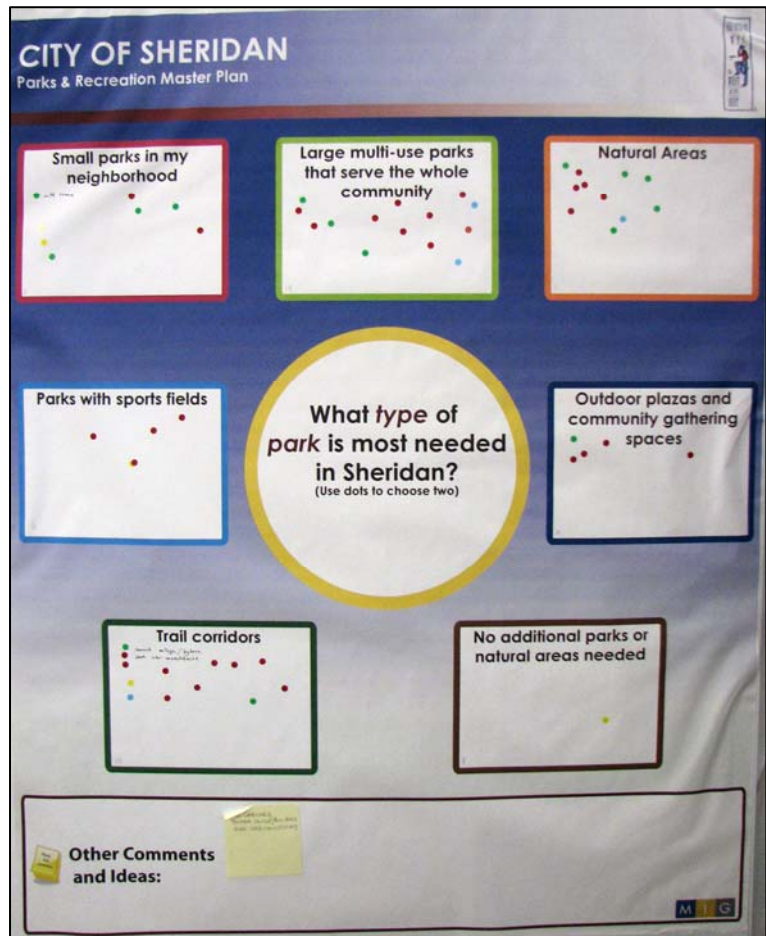 CITY OF SHERIDAN
Parks & Recreation Master Plan
Small parks in my
neighborhood
Large multi-use parks
that serve the whole
community
Natural Areas
Parks with sports fields
What type of
park is most needed
in Sheridan?
(Use dots to choose two)
Outdoor plazas and
community gathering
spaces
Trail corridors
No additional parks or
natural areas needed
Other Comments
and Ideas:
MIG